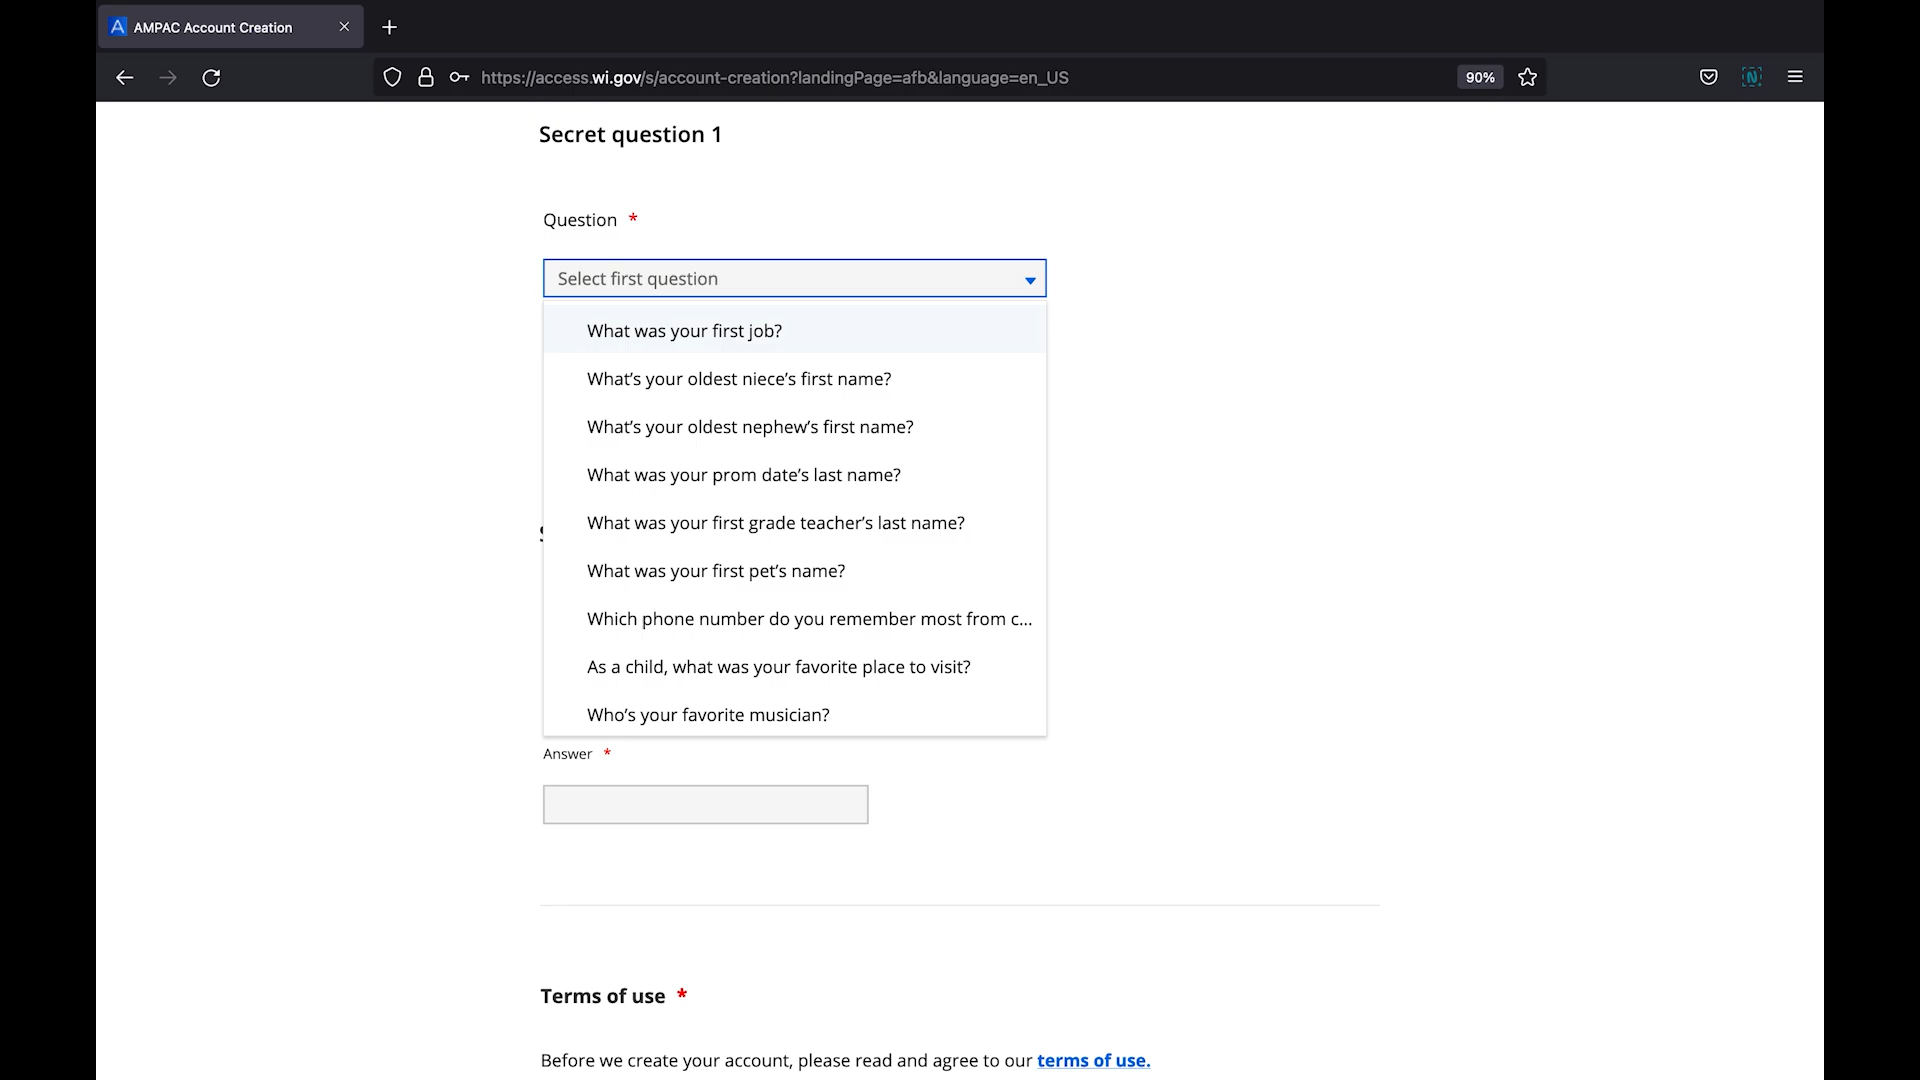 AMPAC Account Creation
https://access.wi.gov/s/account-creation?landingPage=afb&language=en_US
90%
Secret question 1
Question *
Select first question
What was your first job?
What’s your oldest niece’s first name?
What’s your oldest nephew’s first name?
What was your prom date’s last name?
What was your first grade teacher’s last name?
What was your first pet’s name?
Which phone number do you remember most from c...
As a child, what was your favorite place to visit?
Who’s your favorite musician?
Answer *
Terms of use *
Before we create your account, please read and agree to our terms of use.